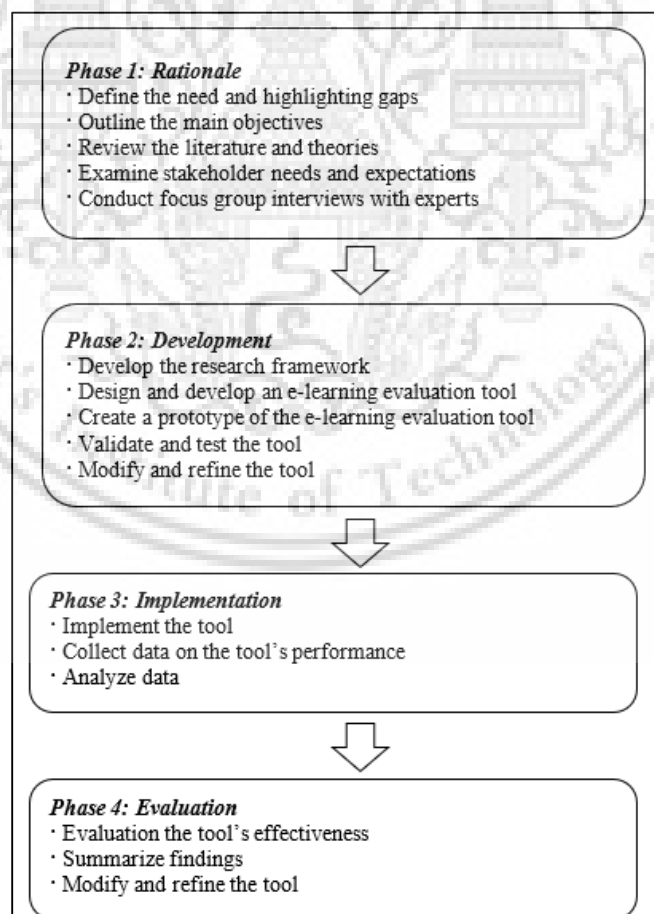 Phase 1: Rationale
· Define the need and highlighting gaps
· Outline the main objectives
· Review the literature and theories
· Examine stakeholder needs and expectations
· Conduct focus group interviews with experts
Phase 2: Development
· Develop the research framework
· Design and develop an e-learning evaluation tool
· Create a prototype of the e-learning evaluation tool
· Validate and test the tool
· Modify and refine the tool
Institute of Technology
Phase 3: Implementation
· Implement the tool
· Collect data on the tool's performance
· Analyze data
Phase 4: Evaluation
· Evaluation the tool's effectiveness
· Summarize findings
· Modify and refine the tool